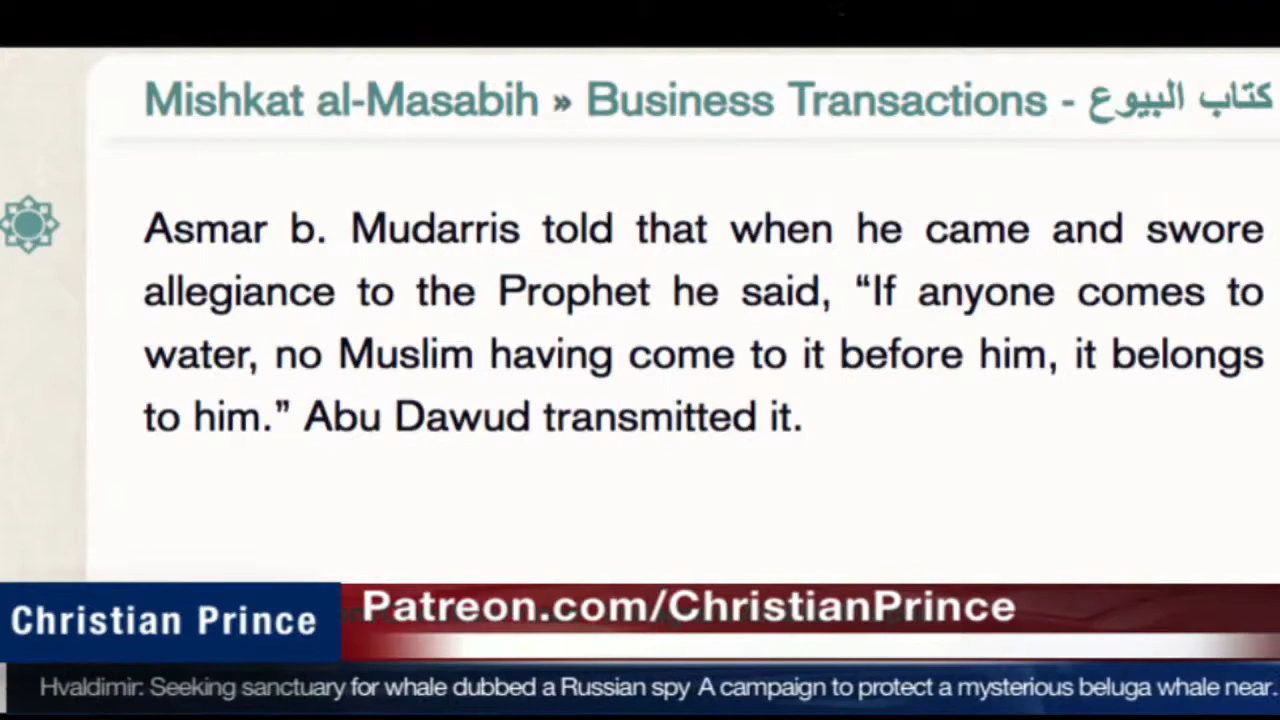 Mishkat al-Masabih » Business Transactions - كتاب البيوع
Asmar b. Mudarris told that when he came and swore
allegiance to the Prophet he said, “If anyone comes to
water, no Muslim having come to it before him, it belongs
to him.” Abu Dawud transmitted it.
Christian Prince
Patreon.com/ChristianPrince
Hvaldimir: Seeking sanctuary for whale dubbed a Russian spy A campaign to protect a mysterious beluga whale near.